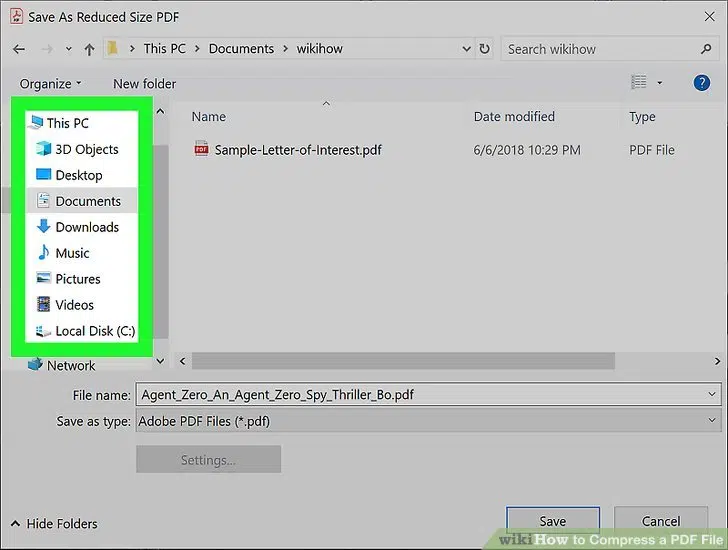 Save As Reduced Size PDF
This PC > Documents > wikihow
Search wikihow
Organize
New folder
?
Name
Date modified
Type
This PC
3D Objects
Desktop
Documents
Downloads
Music
Pictures
Videos
Local Disk (C:)
Network
PDF
Sample-Letter-of-Interest.pdf
6/6/2018 10:29 PM
PDF File
File name: Agent_Zero_An_Agent_Zero_Spy_Thriller_Bo.pdf
Save as type: Adobe PDF Files (*.pdf)
Settings...
Hide Folders
Save
Cancel
wikiHow to Compress a PDF File